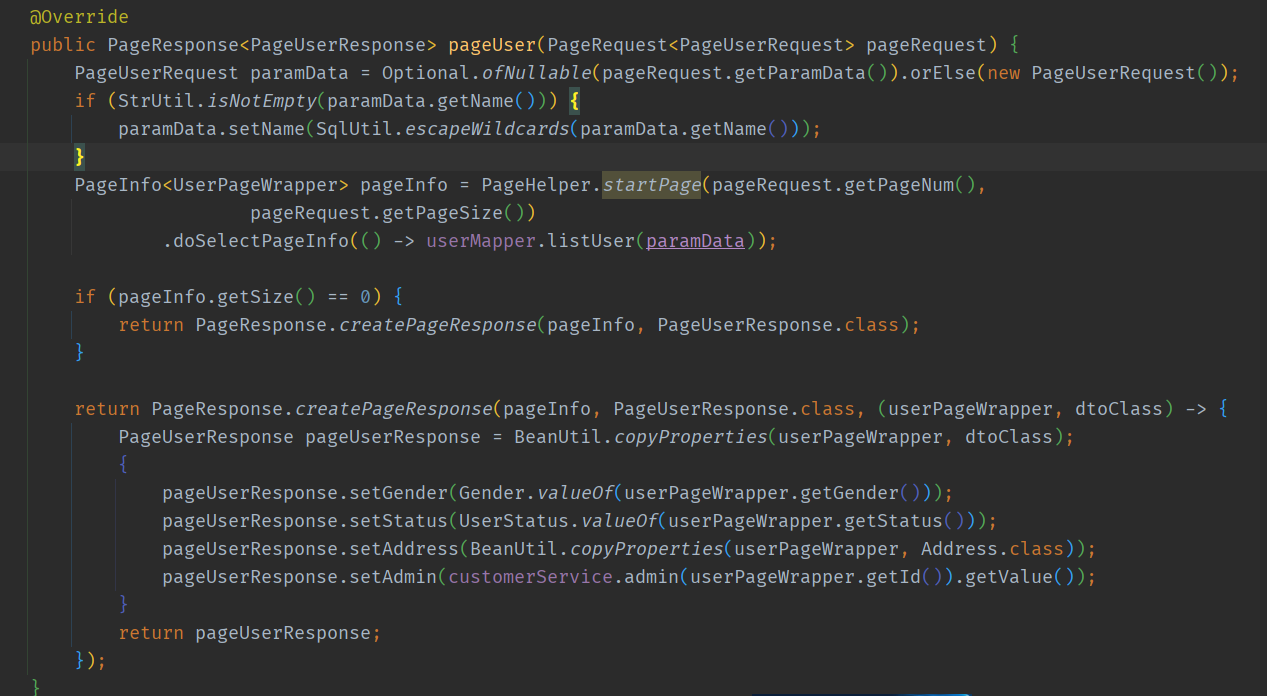 @Override
public PageResponse<PageUserResponse> pageUser(PageRequest<PageUserRequest> pageRequest) {
    PageUserRequest paramData = Optional.ofNullable(pageRequest.getParamData()).orElse(new PageUserRequest());
    if (StrUtil.isNotEmpty(paramData.getName())) {
        paramData.setName(SqlUtil.escapeWildcards(paramData.getName()));
    }
    PageInfo<UserPageWrapper> pageInfo = PageHelper.startPage(pageRequest.getPageNum(),
                    pageRequest.getPageSize())
            .doSelectPageInfo(() -> userMapper.listUser(paramData));
    if (pageInfo.getSize() == 0) {
        return PageResponse.createPageResponse(pageInfo, PageUserResponse.class);
    }
    return PageResponse.createPageResponse(pageInfo, PageUserResponse.class, (userPageWrapper, dtoClass) -> {
        PageUserResponse pageUserResponse = BeanUtil.copyProperties(userPageWrapper, dtoClass);
        {
            pageUserResponse.setGender(Gender.valueOf(userPageWrapper.getGender()));
            pageUserResponse.setStatus(UserStatus.valueOf(userPageWrapper.getStatus()));
            pageUserResponse.setAddress(BeanUtil.copyProperties(userPageWrapper, Address.class));
            pageUserResponse.setAdmin(customerService.admin(userPageWrapper.getId()).getValue());
        }
        return pageUserResponse;
    });
}